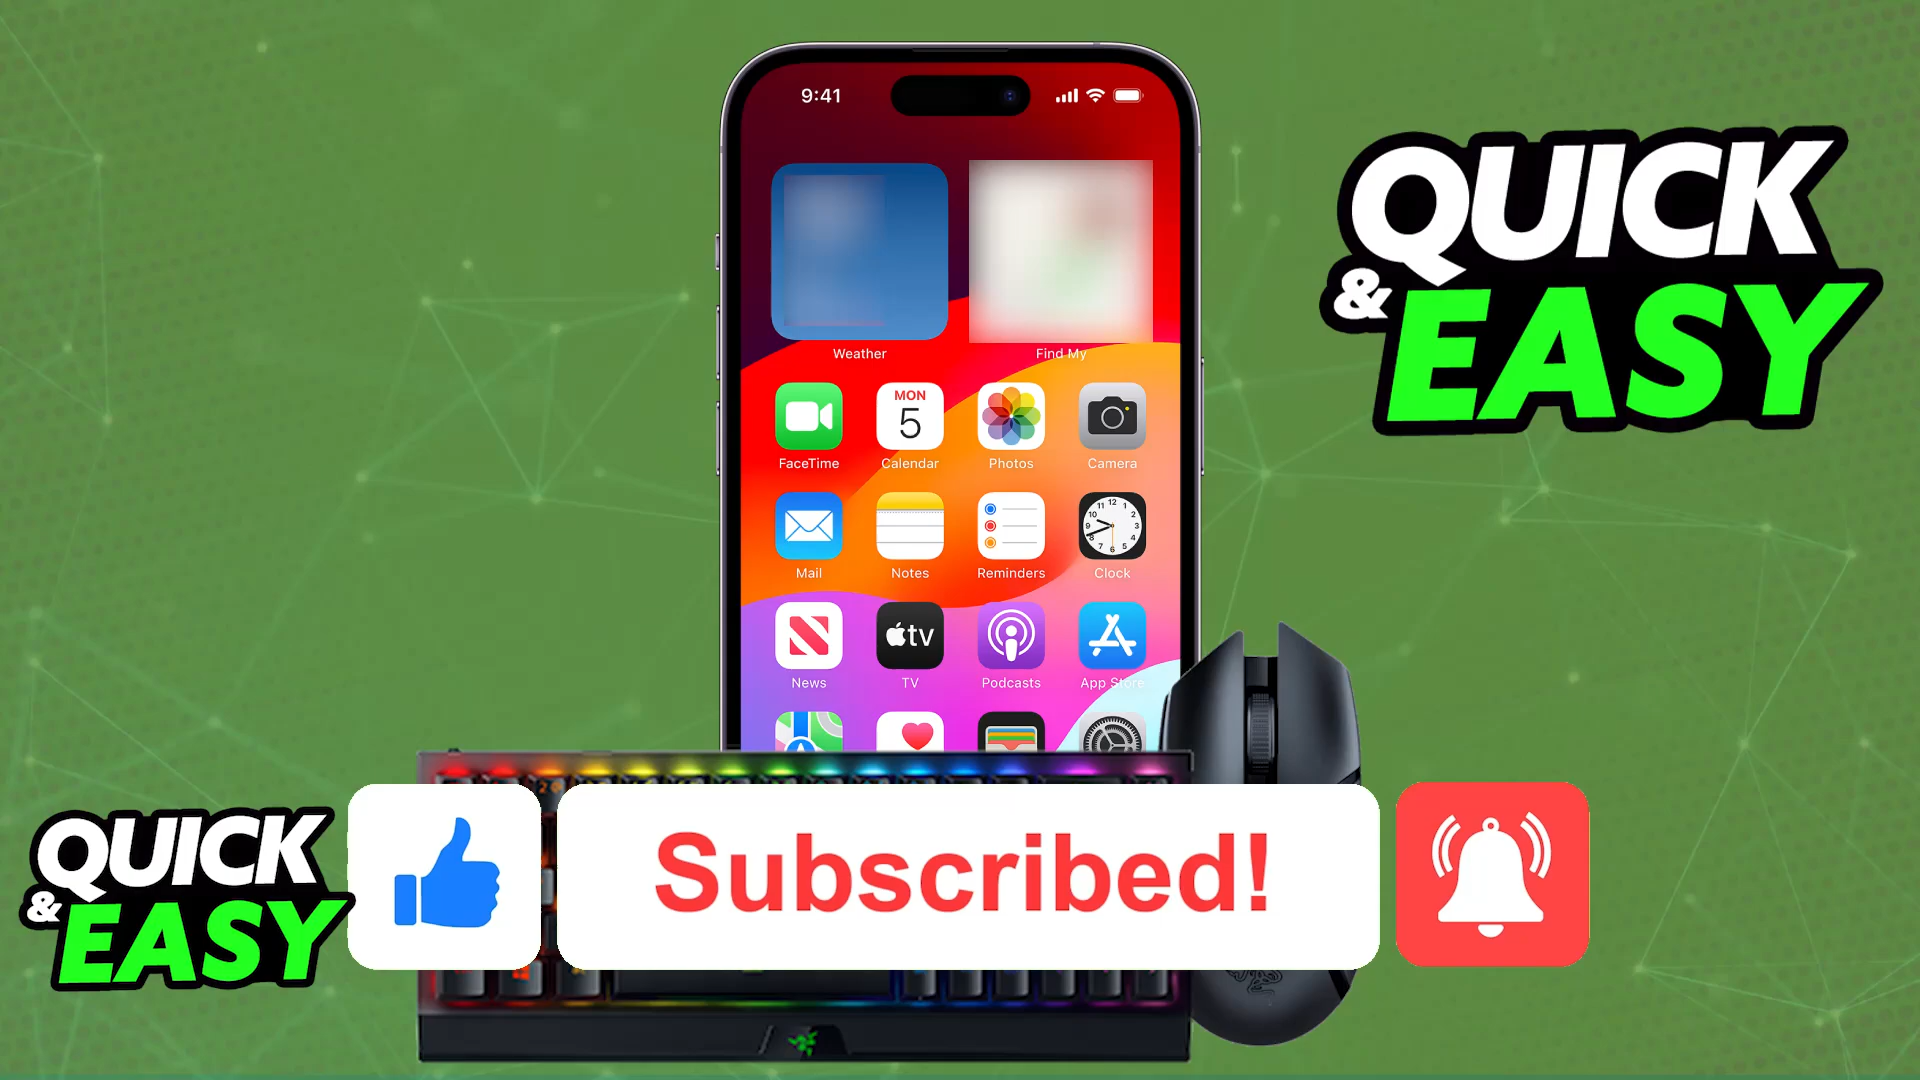 9:41
QUICK
& EASY
Weather
Find My
MON
5
FaceTime
Calendar
Photos
Camera
Mail
Notes
Reminders
Clock
tv
News
TV
Podcasts
App Store
QUICK
& EASY
Subscribed!